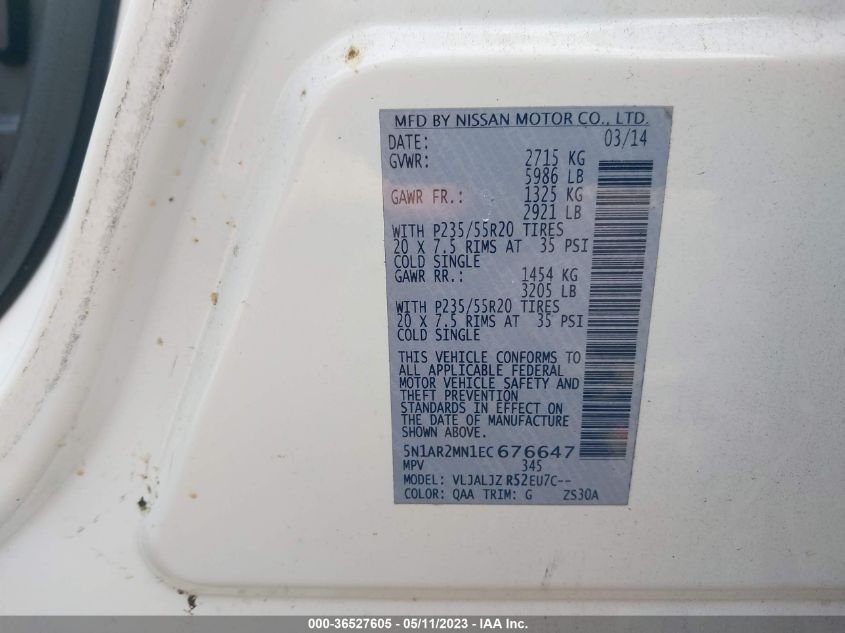 MFD BY NISSAN MOTOR CO., LTD.
DATE: 03/14
GVWR: 2715 KG
5986 LB
GAWR FR.: 1325 KG
2921 LB
WITH P235/55R20 TIRES
20 X 7.5 RIMS AT 35 PSI
COLD SINGLE
GAWR RR.: 1454 KG
3205 LB
WITH P235/55R20 TIRES
20 X 7.5 RIMS AT 35 PSI
COLD SINGLE
THIS VEHICLE CONFORMS TO
ALL APPLICABLE FEDERAL
MOTOR VEHICLE SAFETY AND
THEFT PREVENTION
STANDARDS IN EFFECT ON
THE DATE OF MANUFACTURE
SHOWN ABOVE.
5N1AR2MN1EC676647
MPV 345
MODEL: VLJALJZ R52EU7C--
COLOR: QAA TRIM: G ZS30A
000-36527605 - 05/11/2023 - IAA Inc.